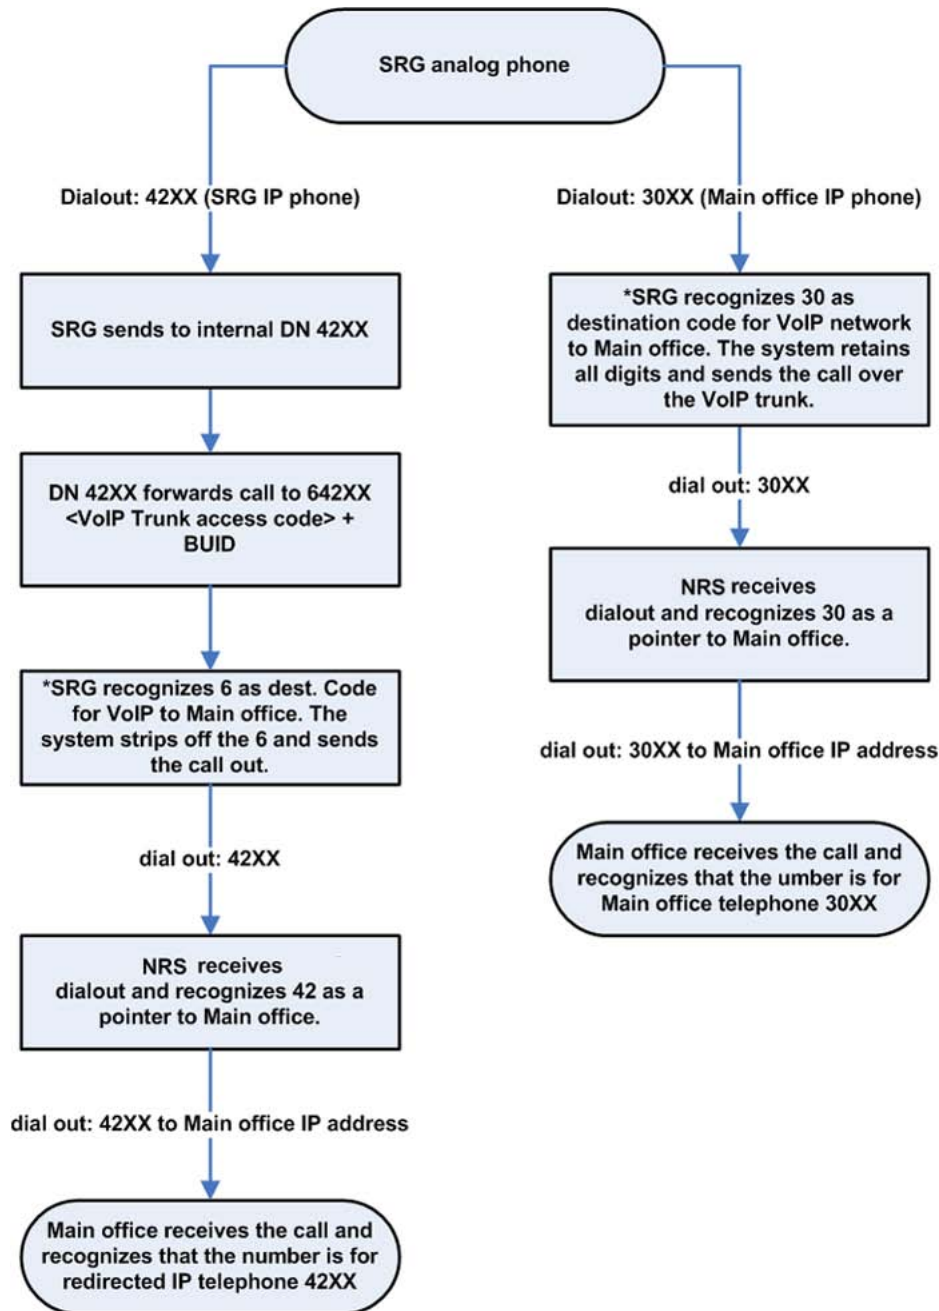 SRG analog phone
Dialout: 42XX (SRG IP phone)
SRG sends to internal DN 42XX
DN 42XX forwards call to 642XX
<VoIP Trunk access code> +
BUID
*SRG recognizes 6 as dest. Code
for VoIP to Main office. The
system strips off the 6 and sends
the call out.
dial out: 42XX
NRS receives
dialout and recognizes 42 as a
pointer to Main office.
dial out: 42XX to Main office IP address
Main office receives the call and
recognizes that the number is for
redirected IP telephone 42XX
Dialout: 30XX (Main office IP phone)
*SRG recognizes 30 as
destination code for VoIP network
to Main office. The system retains
all digits and sends the call over
the VoIP trunk.
dial out: 30XX
NRS receives
dialout and recognizes 30 as a
pointer to Main office.
dial out: 30XX to Main office IP address
Main office receives the call and
recognizes that the umber is for
Main office telephone 30XX